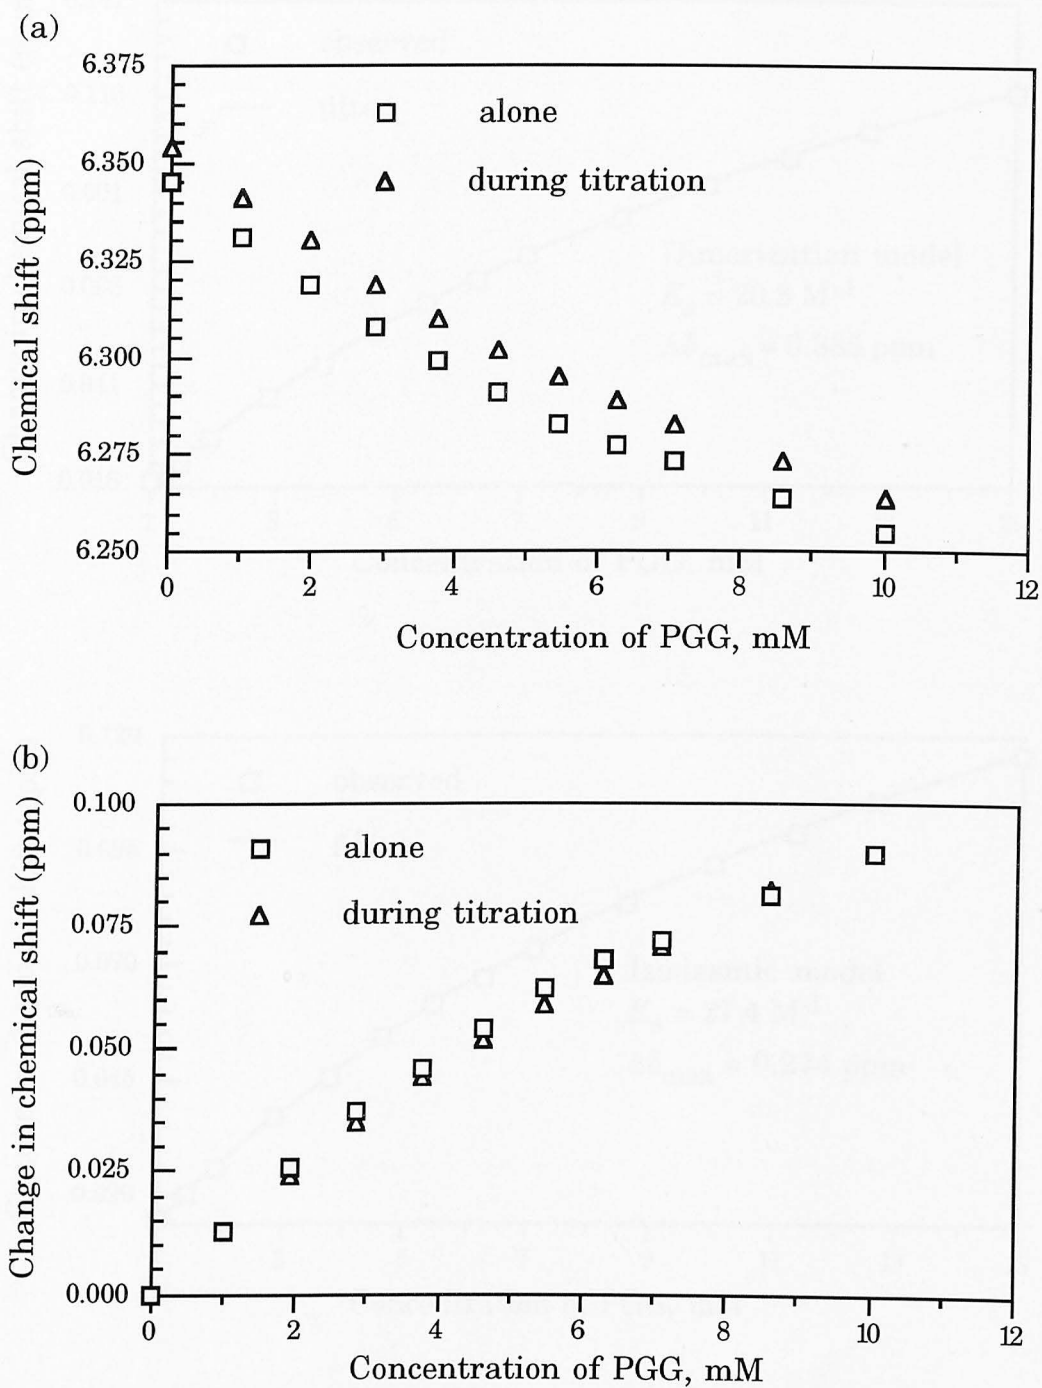 (a)
6.375
6.350
6.325
6.300
6.275
6.250
Chemical shift (ppm)
alone
during titration
0 2 4 6 8 10 12
Concentration of PGG, mM
(b)
0.100
0.075
0.050
0.025
0.000
Change in chemical shift (ppm)
alone
during titration
0 2 4 6 8 10 12
Concentration of PGG, mM